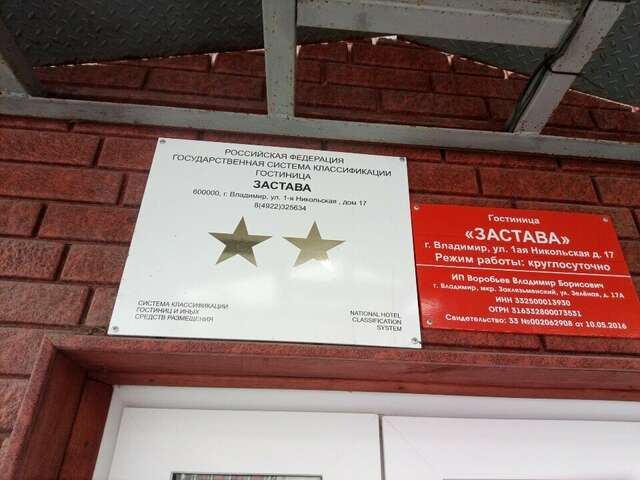 РОССИЙСКАЯ ФЕДЕРАЦИЯ
ГОСУДАРСТВЕННАЯ СИСТЕМА КЛАССИФИКАЦИИ
ГОСТИНИЦА
ЗАСТАВА
600000, г. Владимир, ул. 1-я Никольская , дом 17
8(4922)325634
СИСТЕМА КЛАССИФИКАЦИИ
ГОСТИНИЦ И ИНЫХ
СРЕДСТВ РАЗМЕЩЕНИЯ
NATIONAL HOTEL
CLASSIFICATION
SYSTEM
Гостиница
«ЗАСТАВА»
г. Владимир, ул. 1ая Никольская д. 17
Режим работы: круглосуточно
ИП Воробьев Владимир Борисович
г. Владимир, мкр. Заклязьменский, ул. Зелёная, д. 17А
ИНН 332500013930
ОГРН 316332800073531
Свидетельство: 33 №002062908 от 10.05.2016